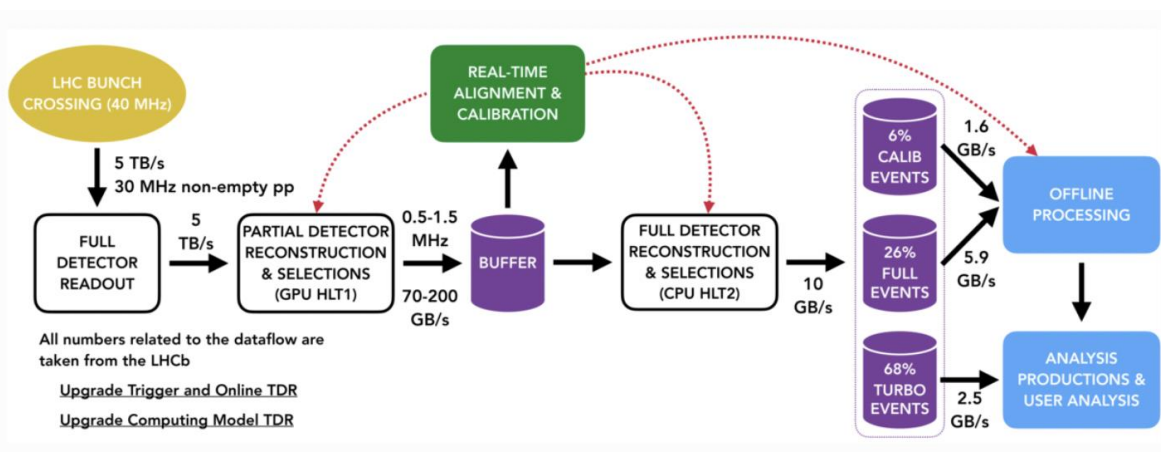 LHC BUNCH
CROSSING (40 MHz)
5 TB/s
30 MHz non-empty pp
FULL
DETECTOR
READOUT
5
TB/s
PARTIAL DETECTOR
RECONSTRUCTION
& SELECTIONS
(GPU HLT1)
0.5-1.5
MHz
70-200
GB/s
REAL-TIME
ALIGNMENT &
CALIBRATION
BUFFER
FULL DETECTOR
RECONSTRUCTION
& SELECTIONS
(CPU HLT2)
10
GB/s
6%
CALIB
EVENTS
1.6
GB/s
26%
FULL
EVENTS
5.9
GB/s
68%
TURBO
EVENTS
2.5
GB/s
OFFLINE
PROCESSING
ANALYSIS
PRODUCTIONS &
USER ANALYSIS
All numbers related to the dataflow are
taken from the LHCb
Upgrade Trigger and Online TDR
Upgrade Computing Model TDR